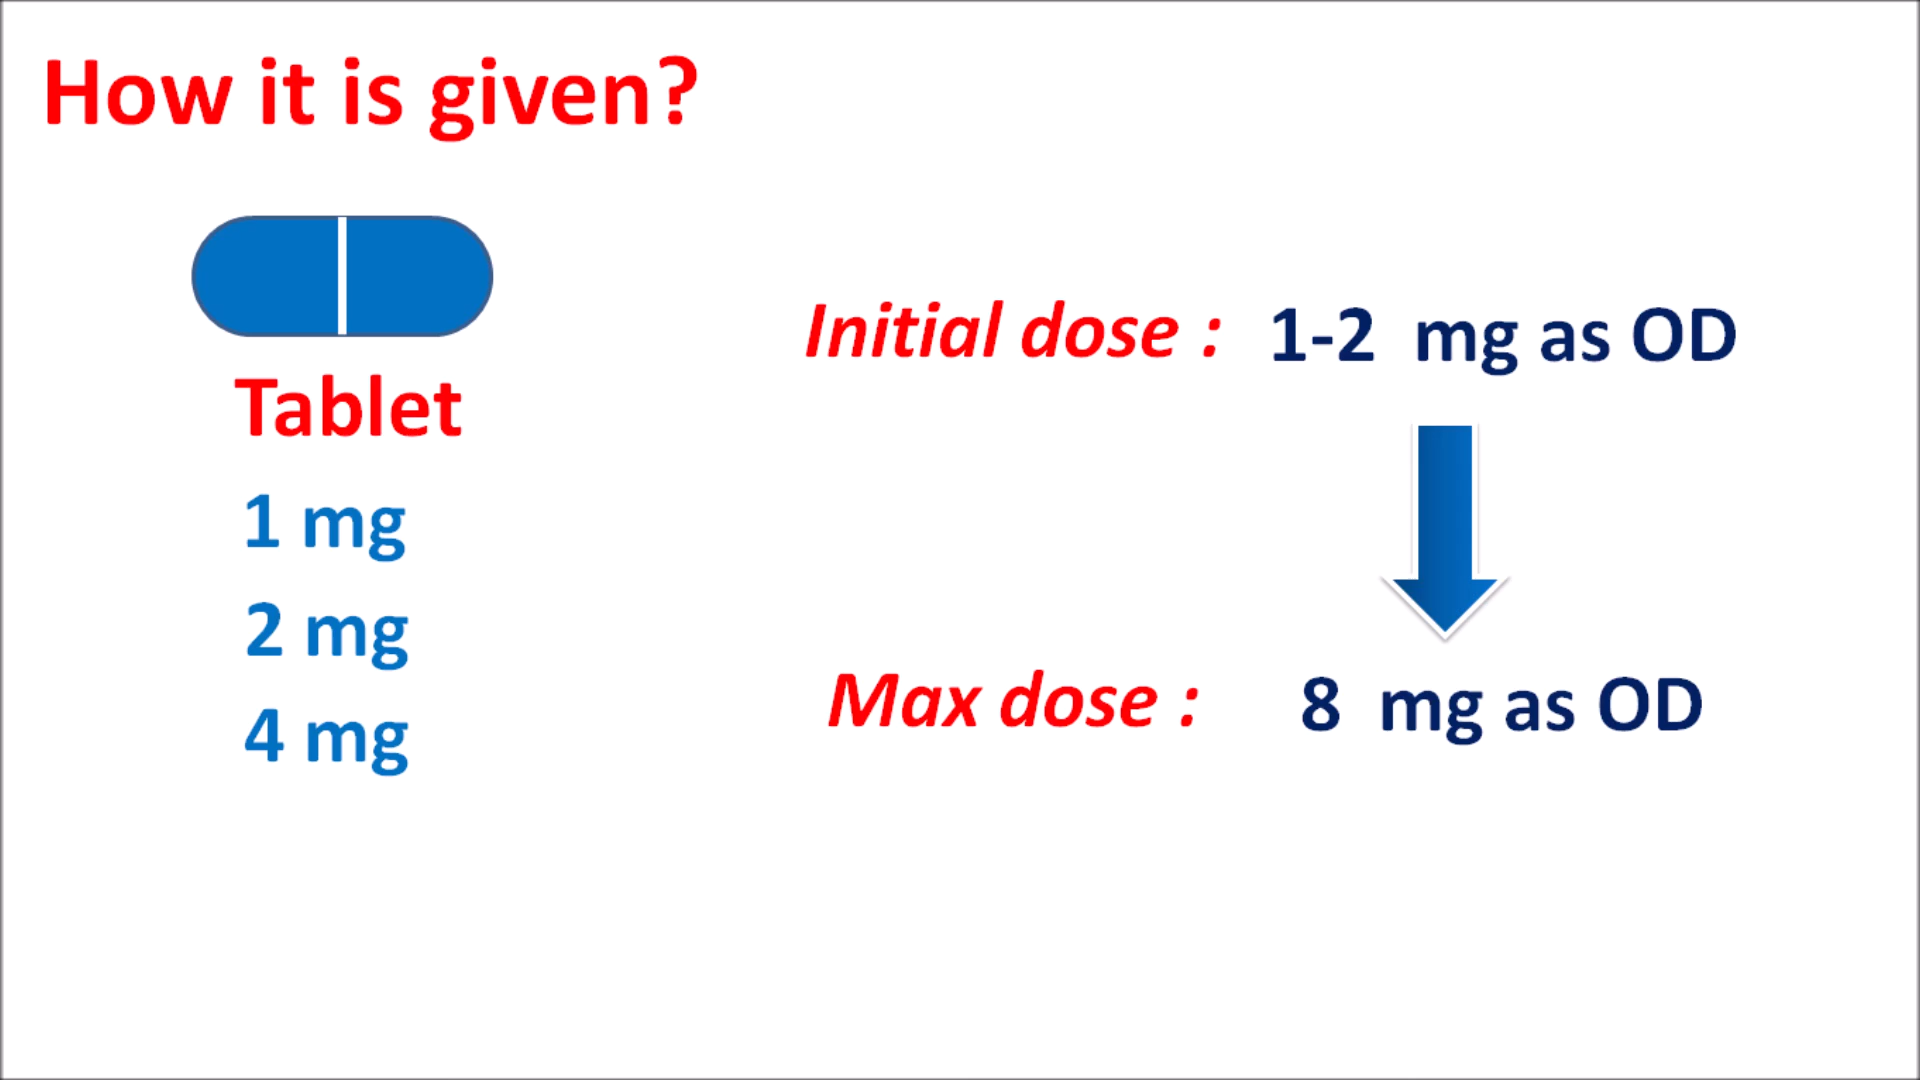 How it is given?
Tablet
1 mg
2 mg
4 mg
Initial dose : 1-2 mg as OD
Max dose : 8 mg as OD